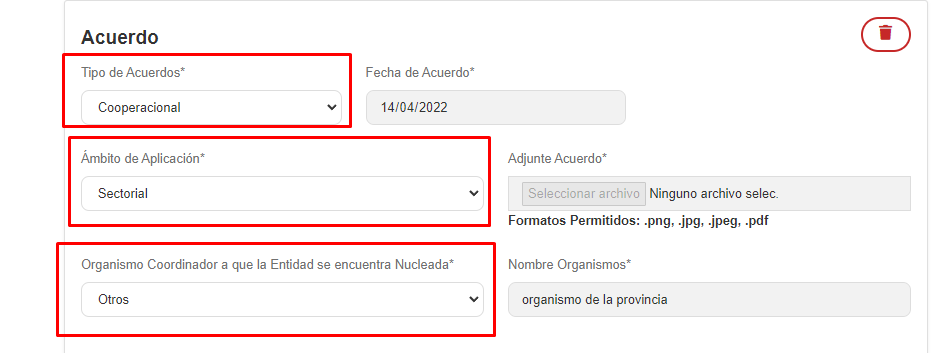 Acuerdo
Tipo de Acuerdos*
Fecha de Acuerdo*
Cooperacional
14/04/2022
Ámbito de Aplicación*
Adjunte Acuerdo*
Sectorial
Seleccionar archivo Ninguno archivo selec.
Formatos Permitidos: .png, .jpg, .jpeg, .pdf
Organismo Coordinador a que la Entidad se encuentra Nucleada*
Nombre Organismos*
Otros
organismo de la provincia